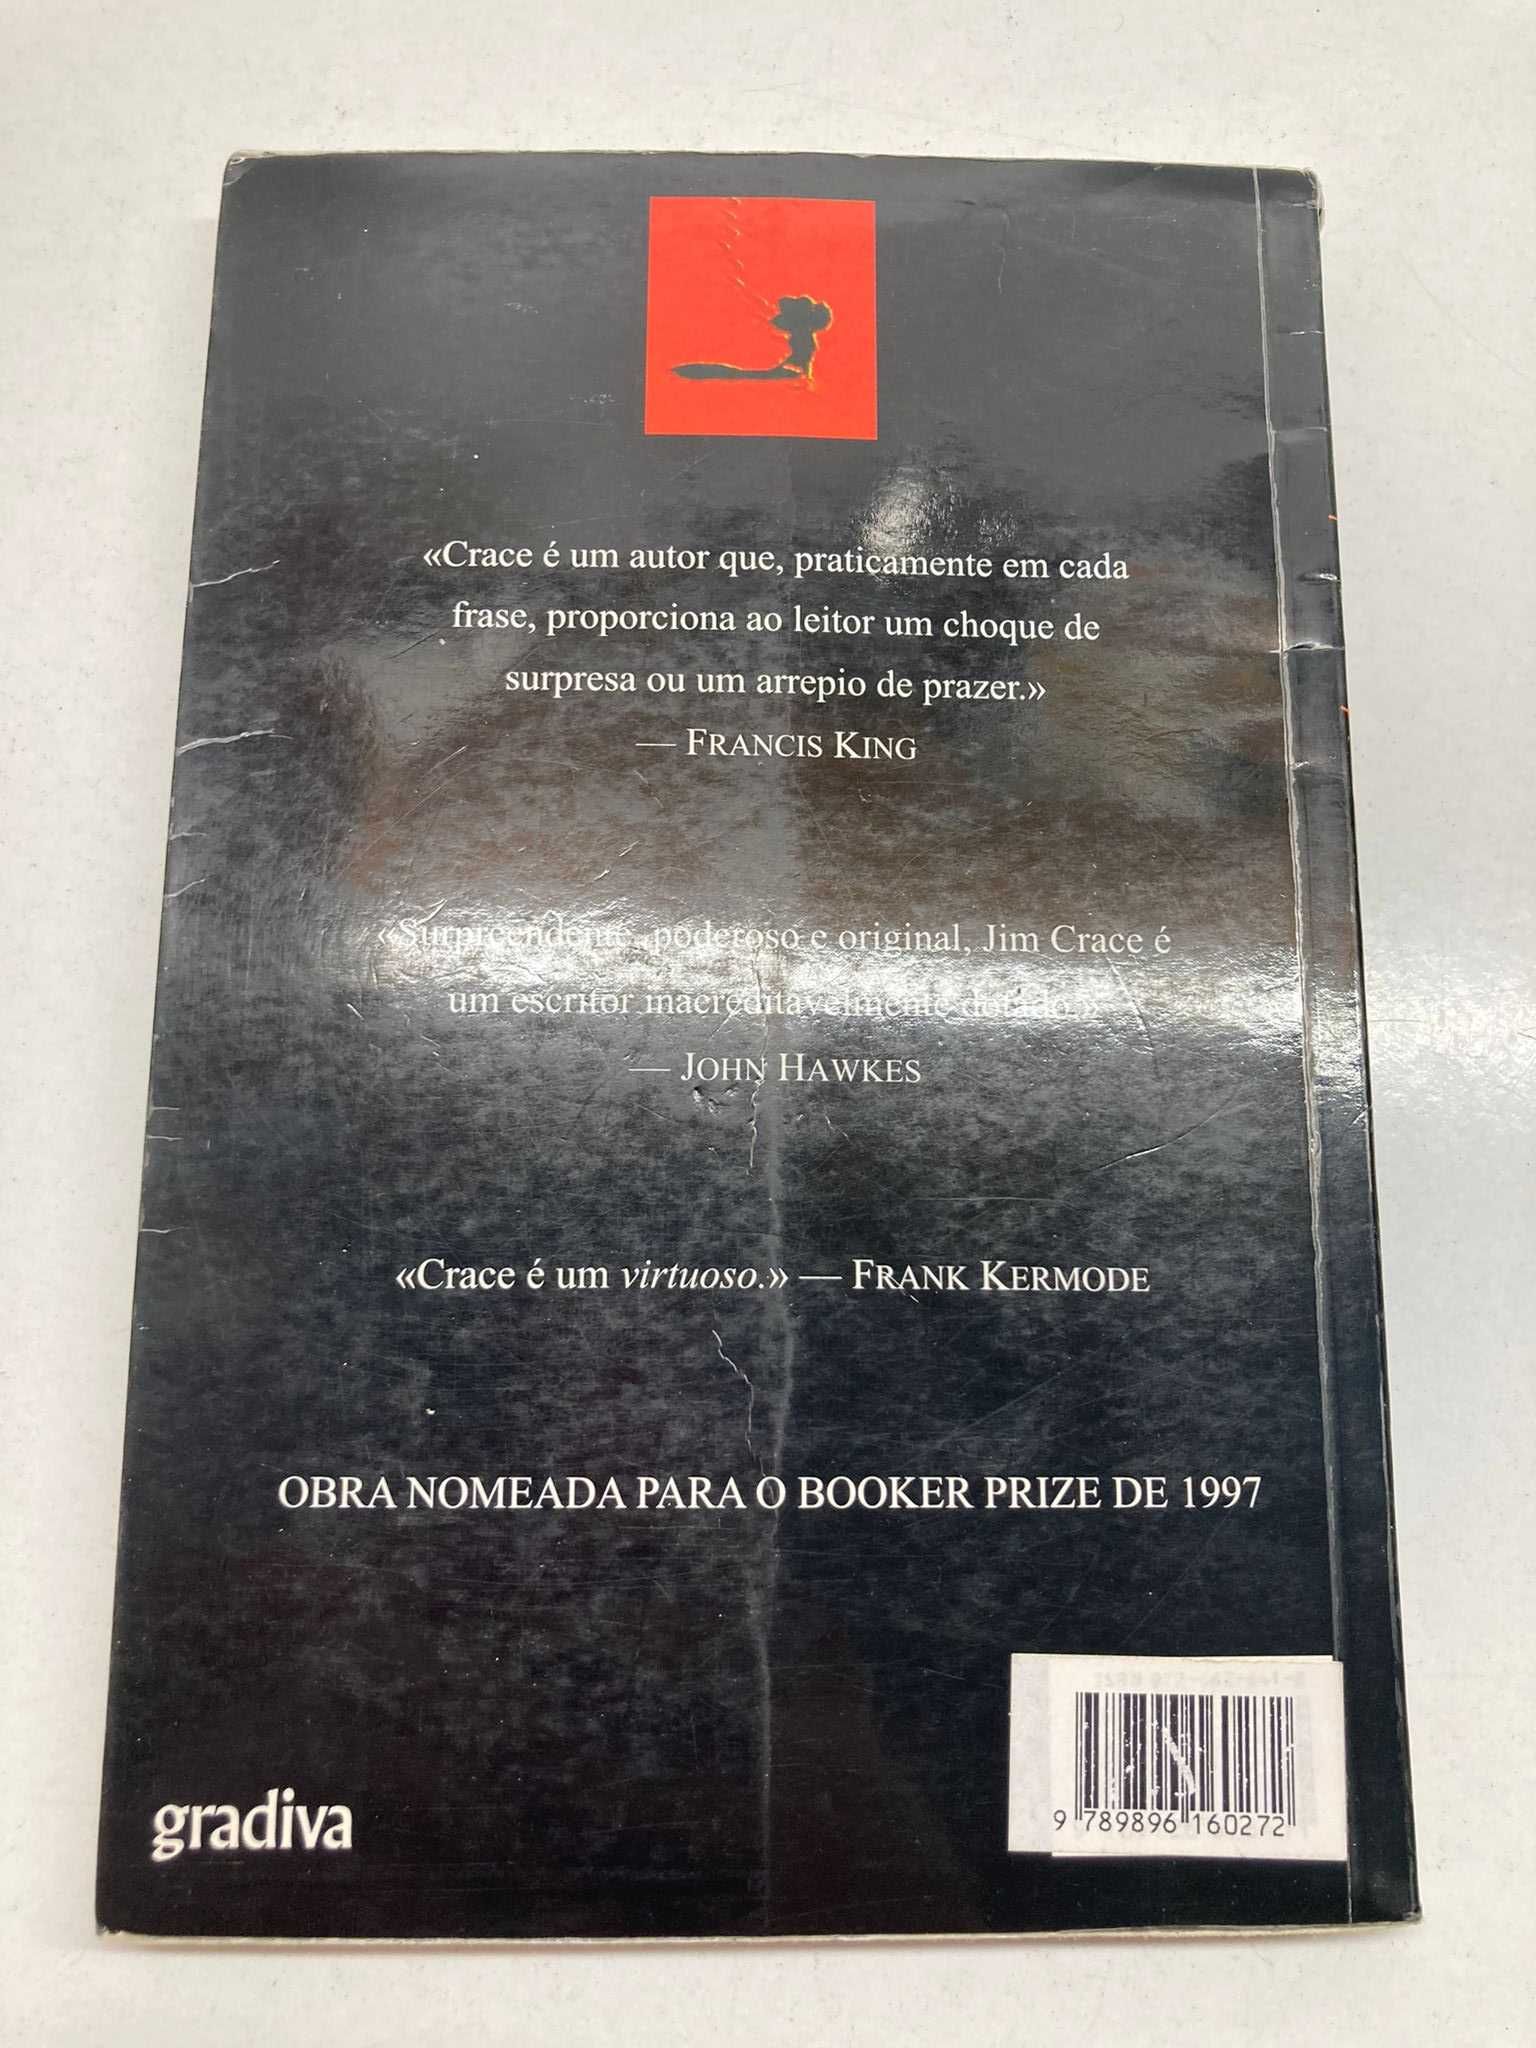 «Crace é um autor que, praticamente em cada
frase, proporciona ao leitor um choque de
surpresa ou um arrepio de prazer.»
— FRANCIS KING
«Surpreendente, poderoso e original, Jim Crace é
um escritor inacreditavelmente dotado.»
— JOHN HAWKES
«Crace é um virtuoso.» — FRANK KERMODE
OBRA NOMEADA PARA O BOOKER PRIZE DE 1997
gradiva
9 789896 160272